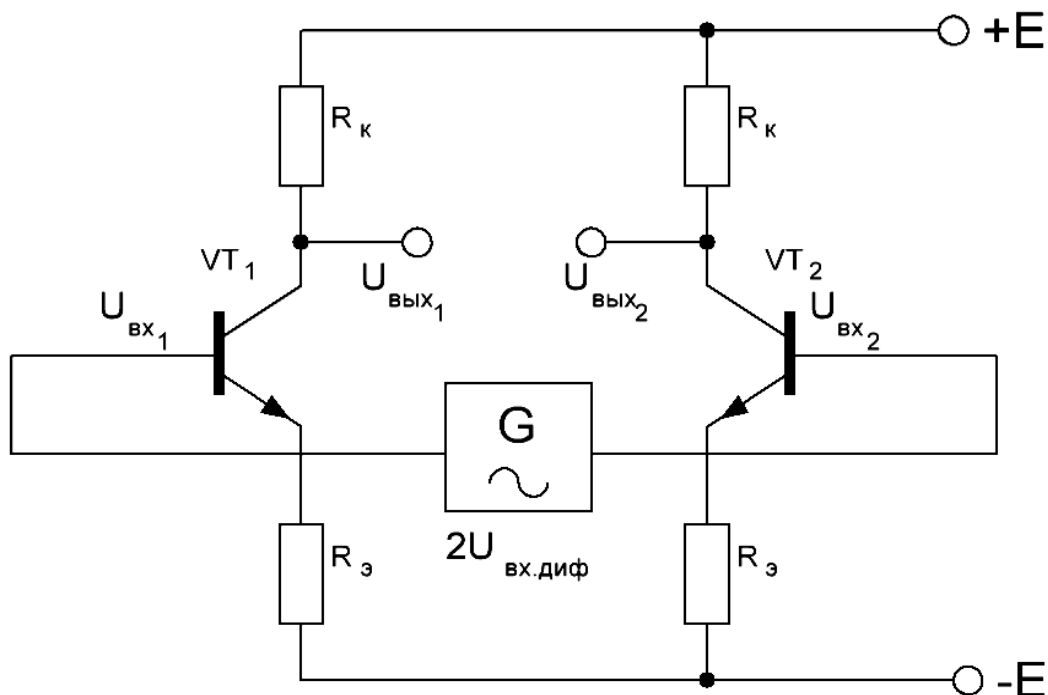 +E
R к
R к
VT 1
VT 2
U вых 1
U вых 2
U вх 1
U вх 2
G
2U вх.диф
R э
R э
-E